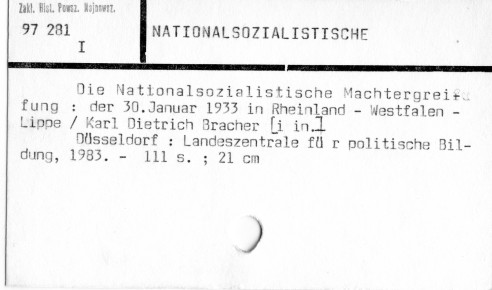 Zakł. Hist. Powsz. Najnowsz.
97 281
I
NATIONALSOZIALISTISCHE
Die Nationalsozialistische Machtergrei-
fung : der 30.Januar 1933 in Rheinland - Westfalen -
Lippe / Karl Dietrich Bracher [i in.]
Düsseldorf : Landeszentrale fü r politische Bil-
dung, 1983. - 111 s. ; 21 cm